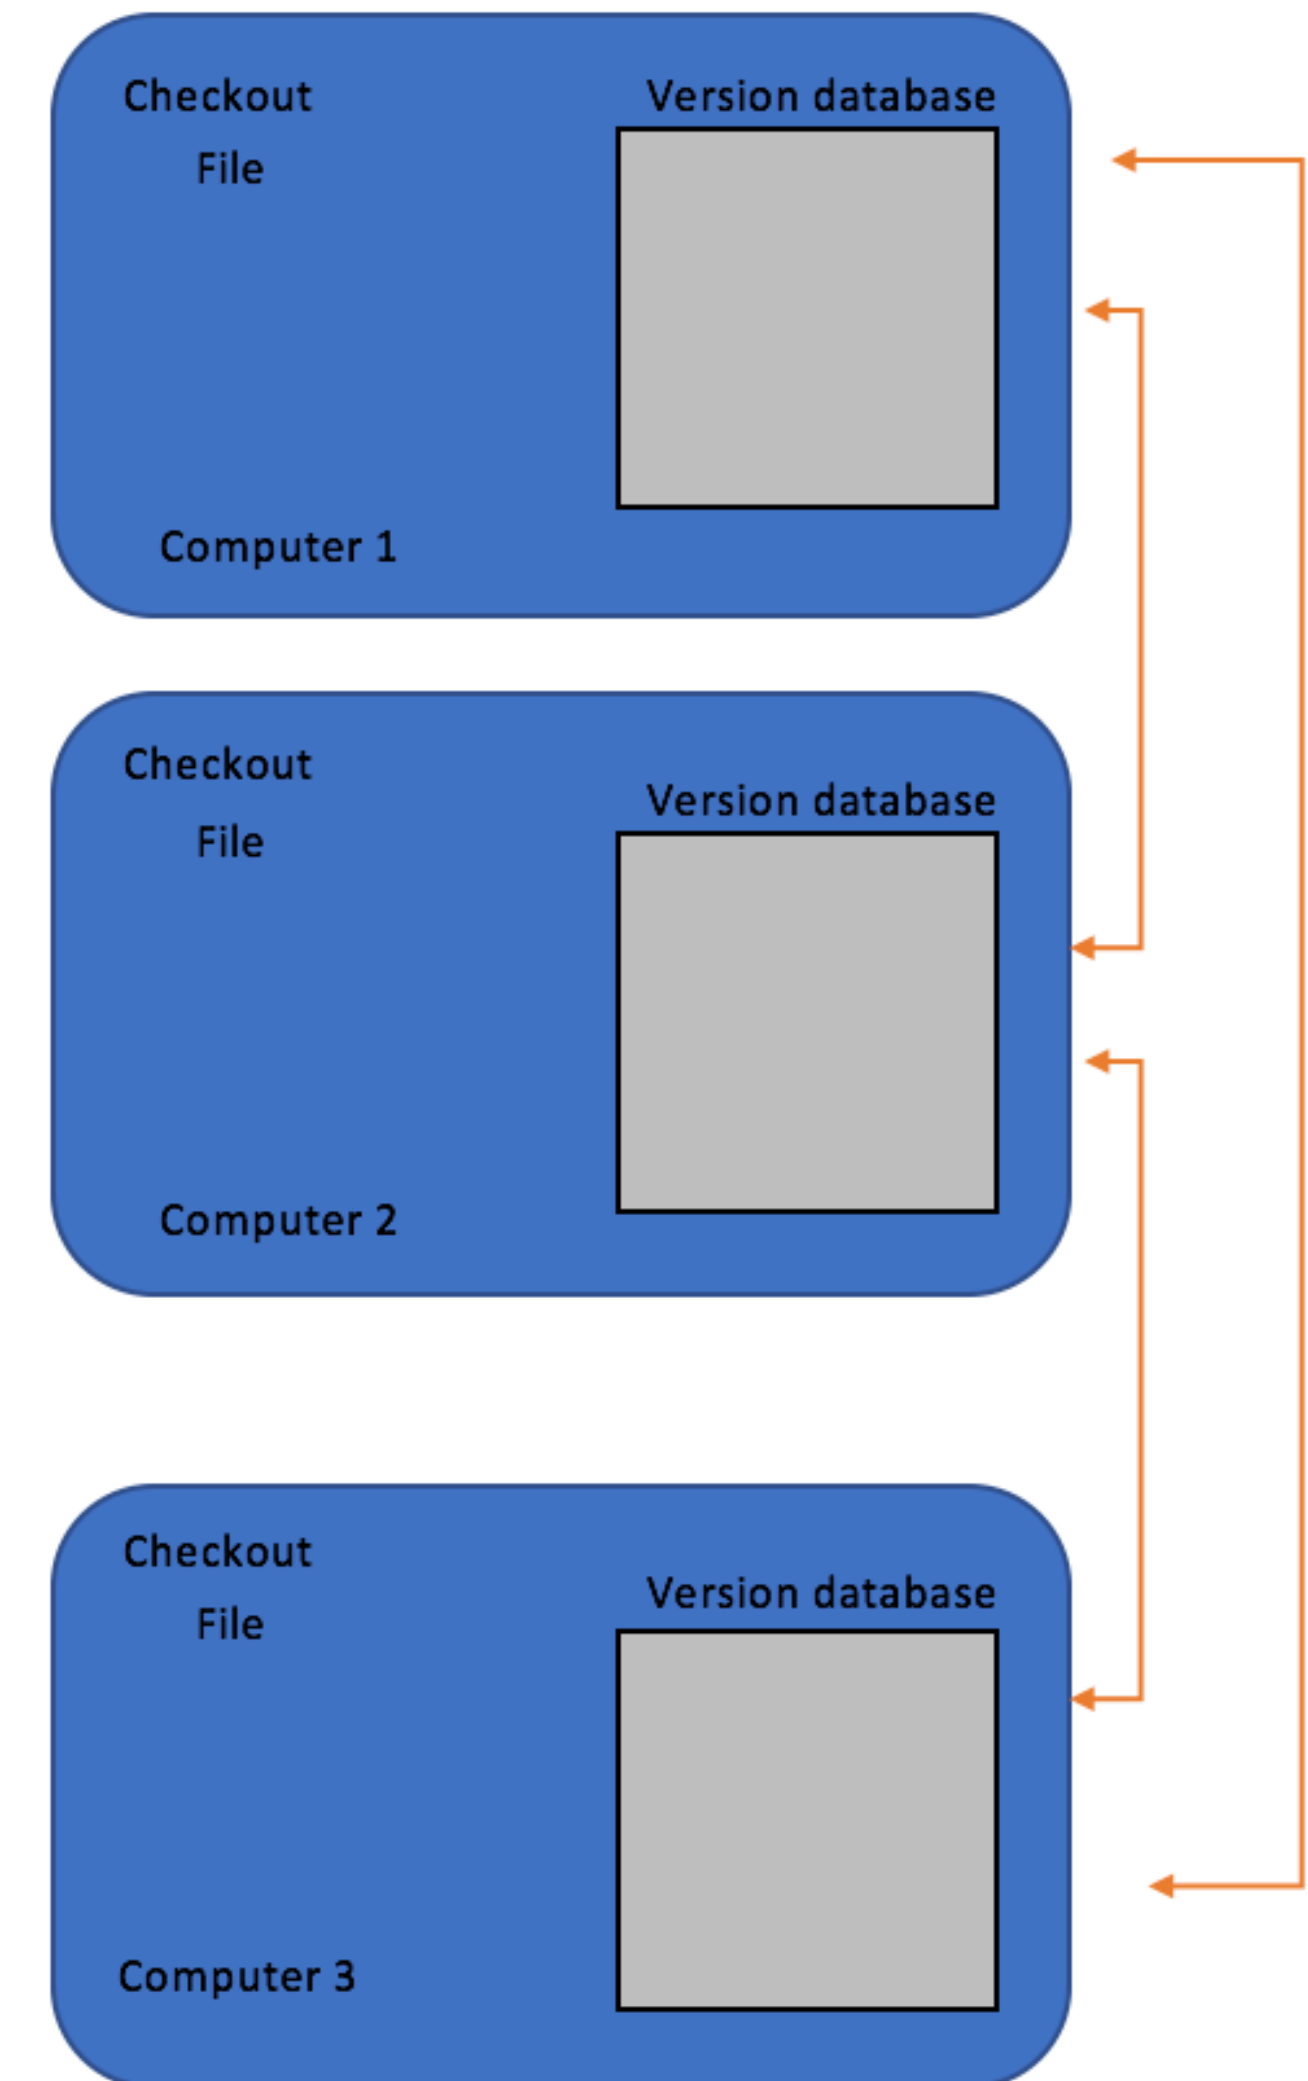 Checkout
Version database
File
Computer 1
Checkout
Version database
File
Computer 2
Checkout
Version database
File
Computer 3